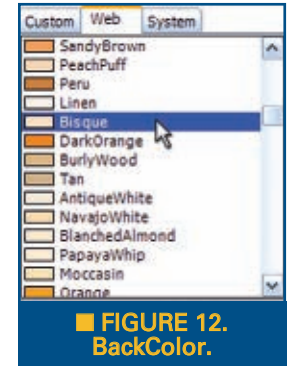 Custom Web System
SandyBrown
PeachPuff
Peru
Linen
Bisque
DarkOrange
BurlyWood
Tan
AntiqueWhite
NavajoWhite
BlanchedAlmond
PapayaWhip
Moccasin
Orange
■ FIGURE 12.
BackColor.